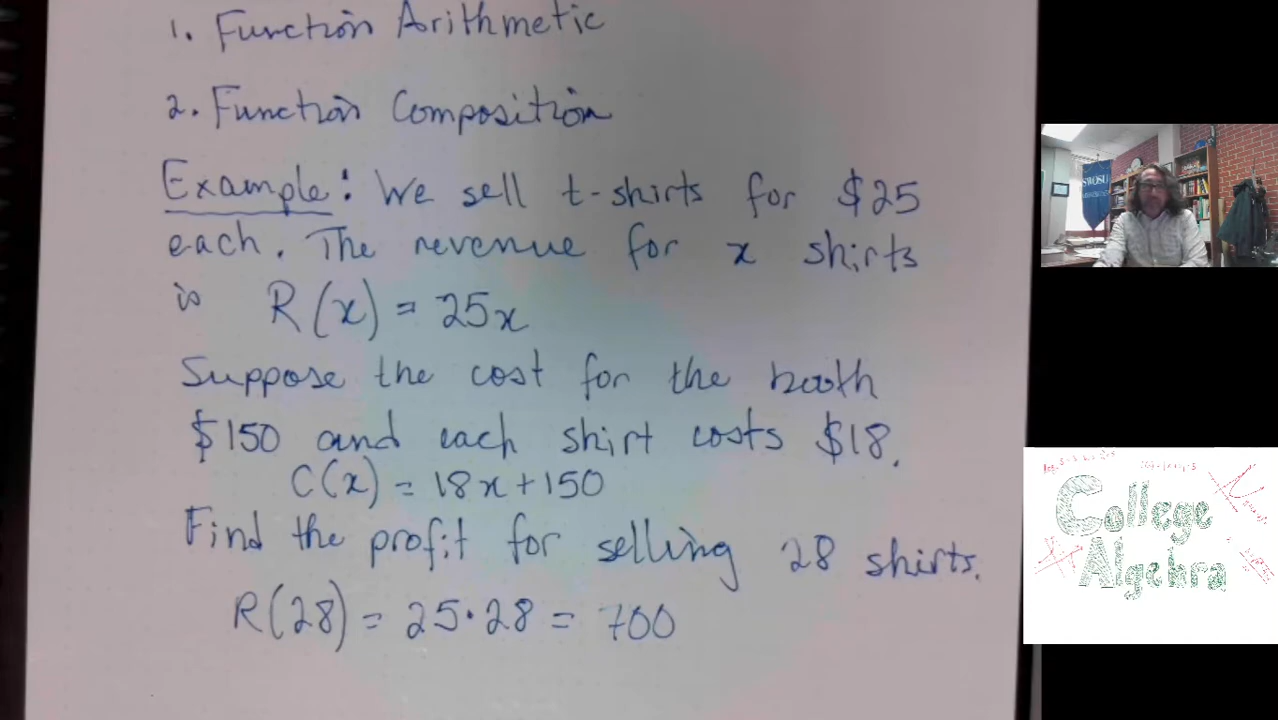 1. Function Arithmetic
2. Function Composition
Example: We sell t-shirts for $25
each. The revenue for x shirts
is R(x) = 25x
Suppose the cost for the booth
$150 and each shirt costs $18.
C(x) = 18x + 150
Find the profit for selling 28 shirts.
R(28) = 25·28 = 700
SWOSU
College
Algebra